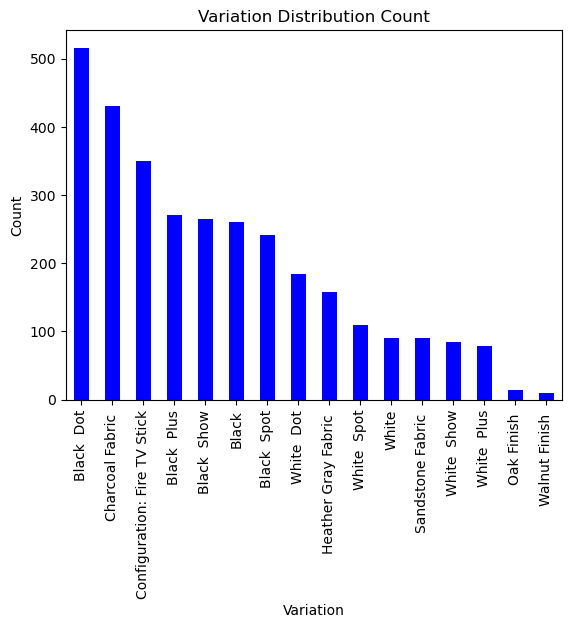 Variation Distribution Count
500
400
300
200
100
0
Count
Black  Dot
Charcoal Fabric
Configuration: Fire TV Stick
Black  Plus
Black  Show
Black
Black  Spot
White  Dot
Heather Gray Fabric
White  Spot
White
Sandstone Fabric
White  Show
White  Plus
Oak Finish
Walnut Finish
Variation